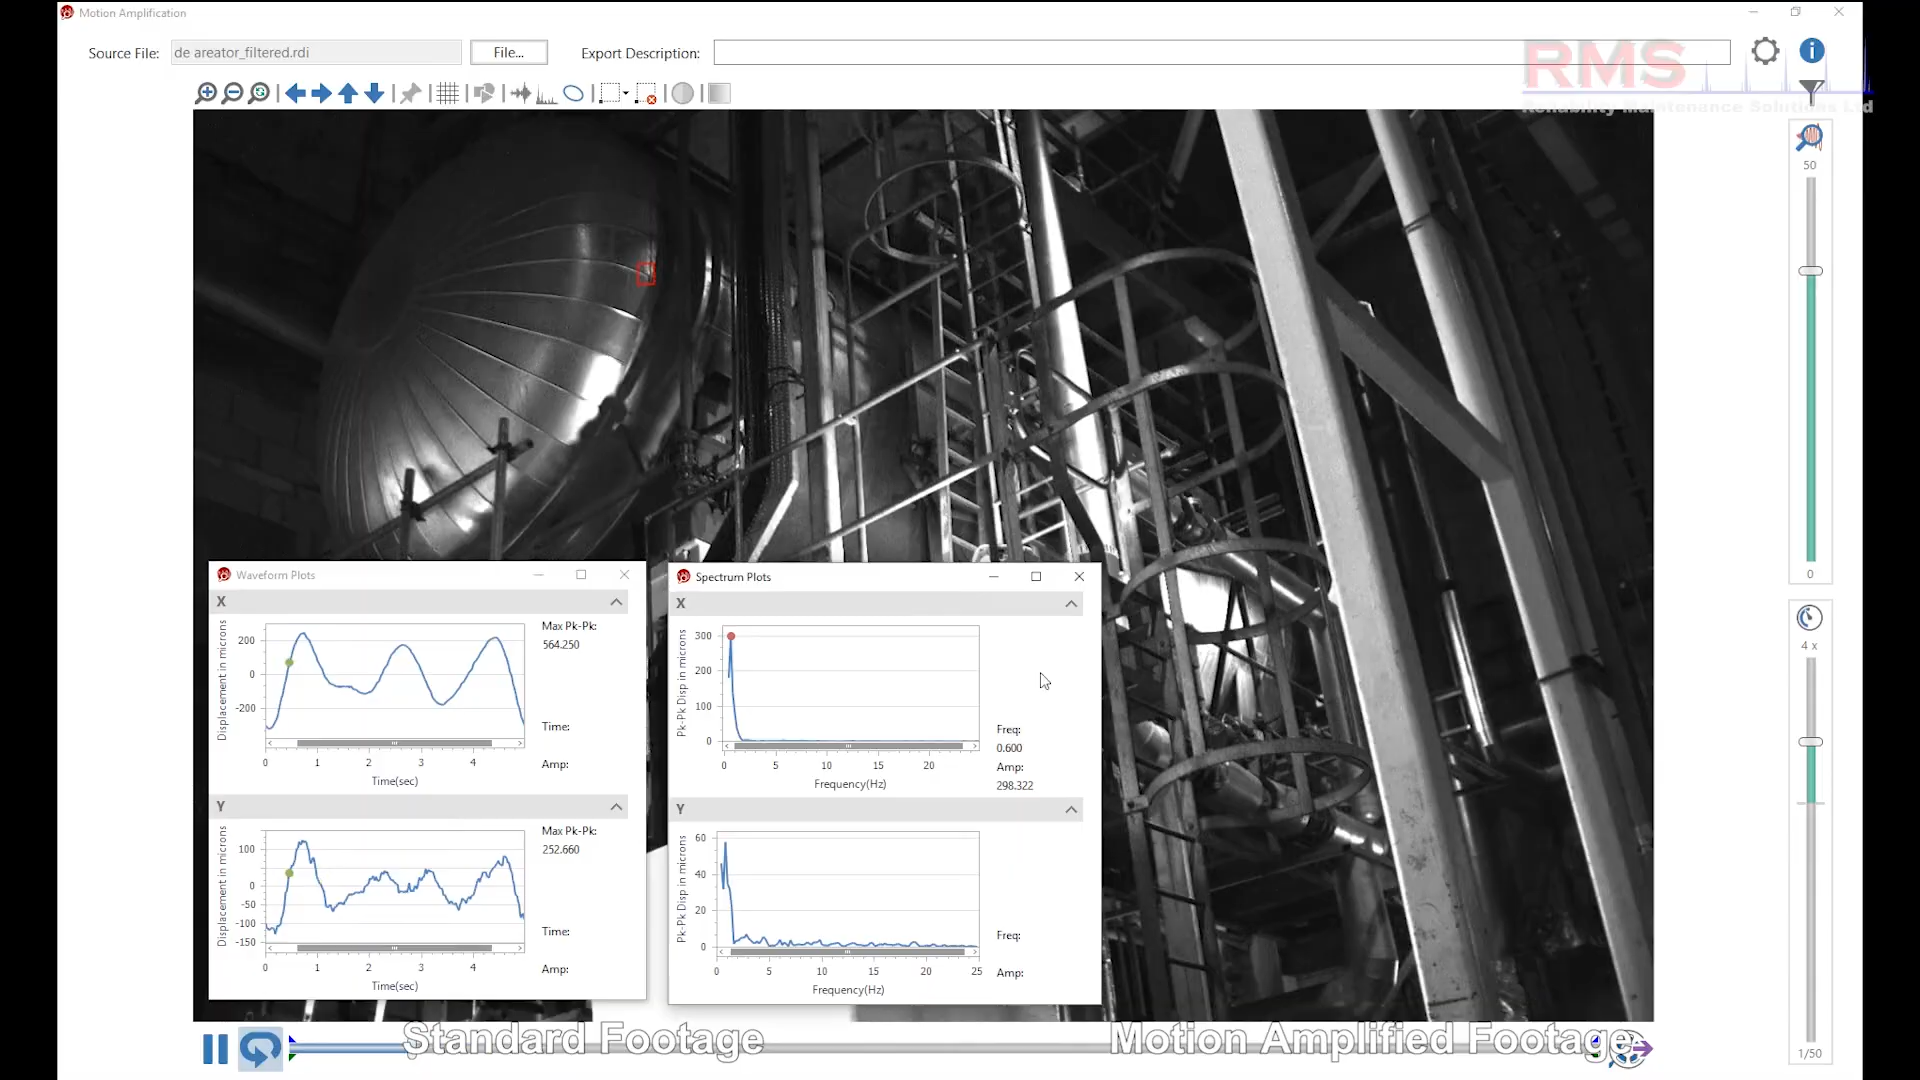 Motion Amplification
Source File: de areator_filtered.rdi File... Export Description:
RMS
Reliability Maintenance Solutions Ltd
50
0
4 x
1/50
Waveform Plots
X
Displacement in microns
200
0
-200
0 1 2 3 4
Time(sec)
Max Pk-Pk:
564.250
Time:
Amp:
Y
Displacement in microns
100
0
-50
-100
-150
0 1 2 3 4
Time(sec)
Max Pk-Pk:
252.660
Time:
Amp:
Spectrum Plots
X
Pk-Pk Disp in microns
300
200
100
0
0 5 10 15 20
Frequency(Hz)
Freq:
0.600
Amp:
298.322
Y
Pk-Pk Disp in microns
60
40
20
0
0 5 10 15 20 25
Frequency(Hz)
Freq:
Amp:
Standard Footage
Motion Amplified Footage